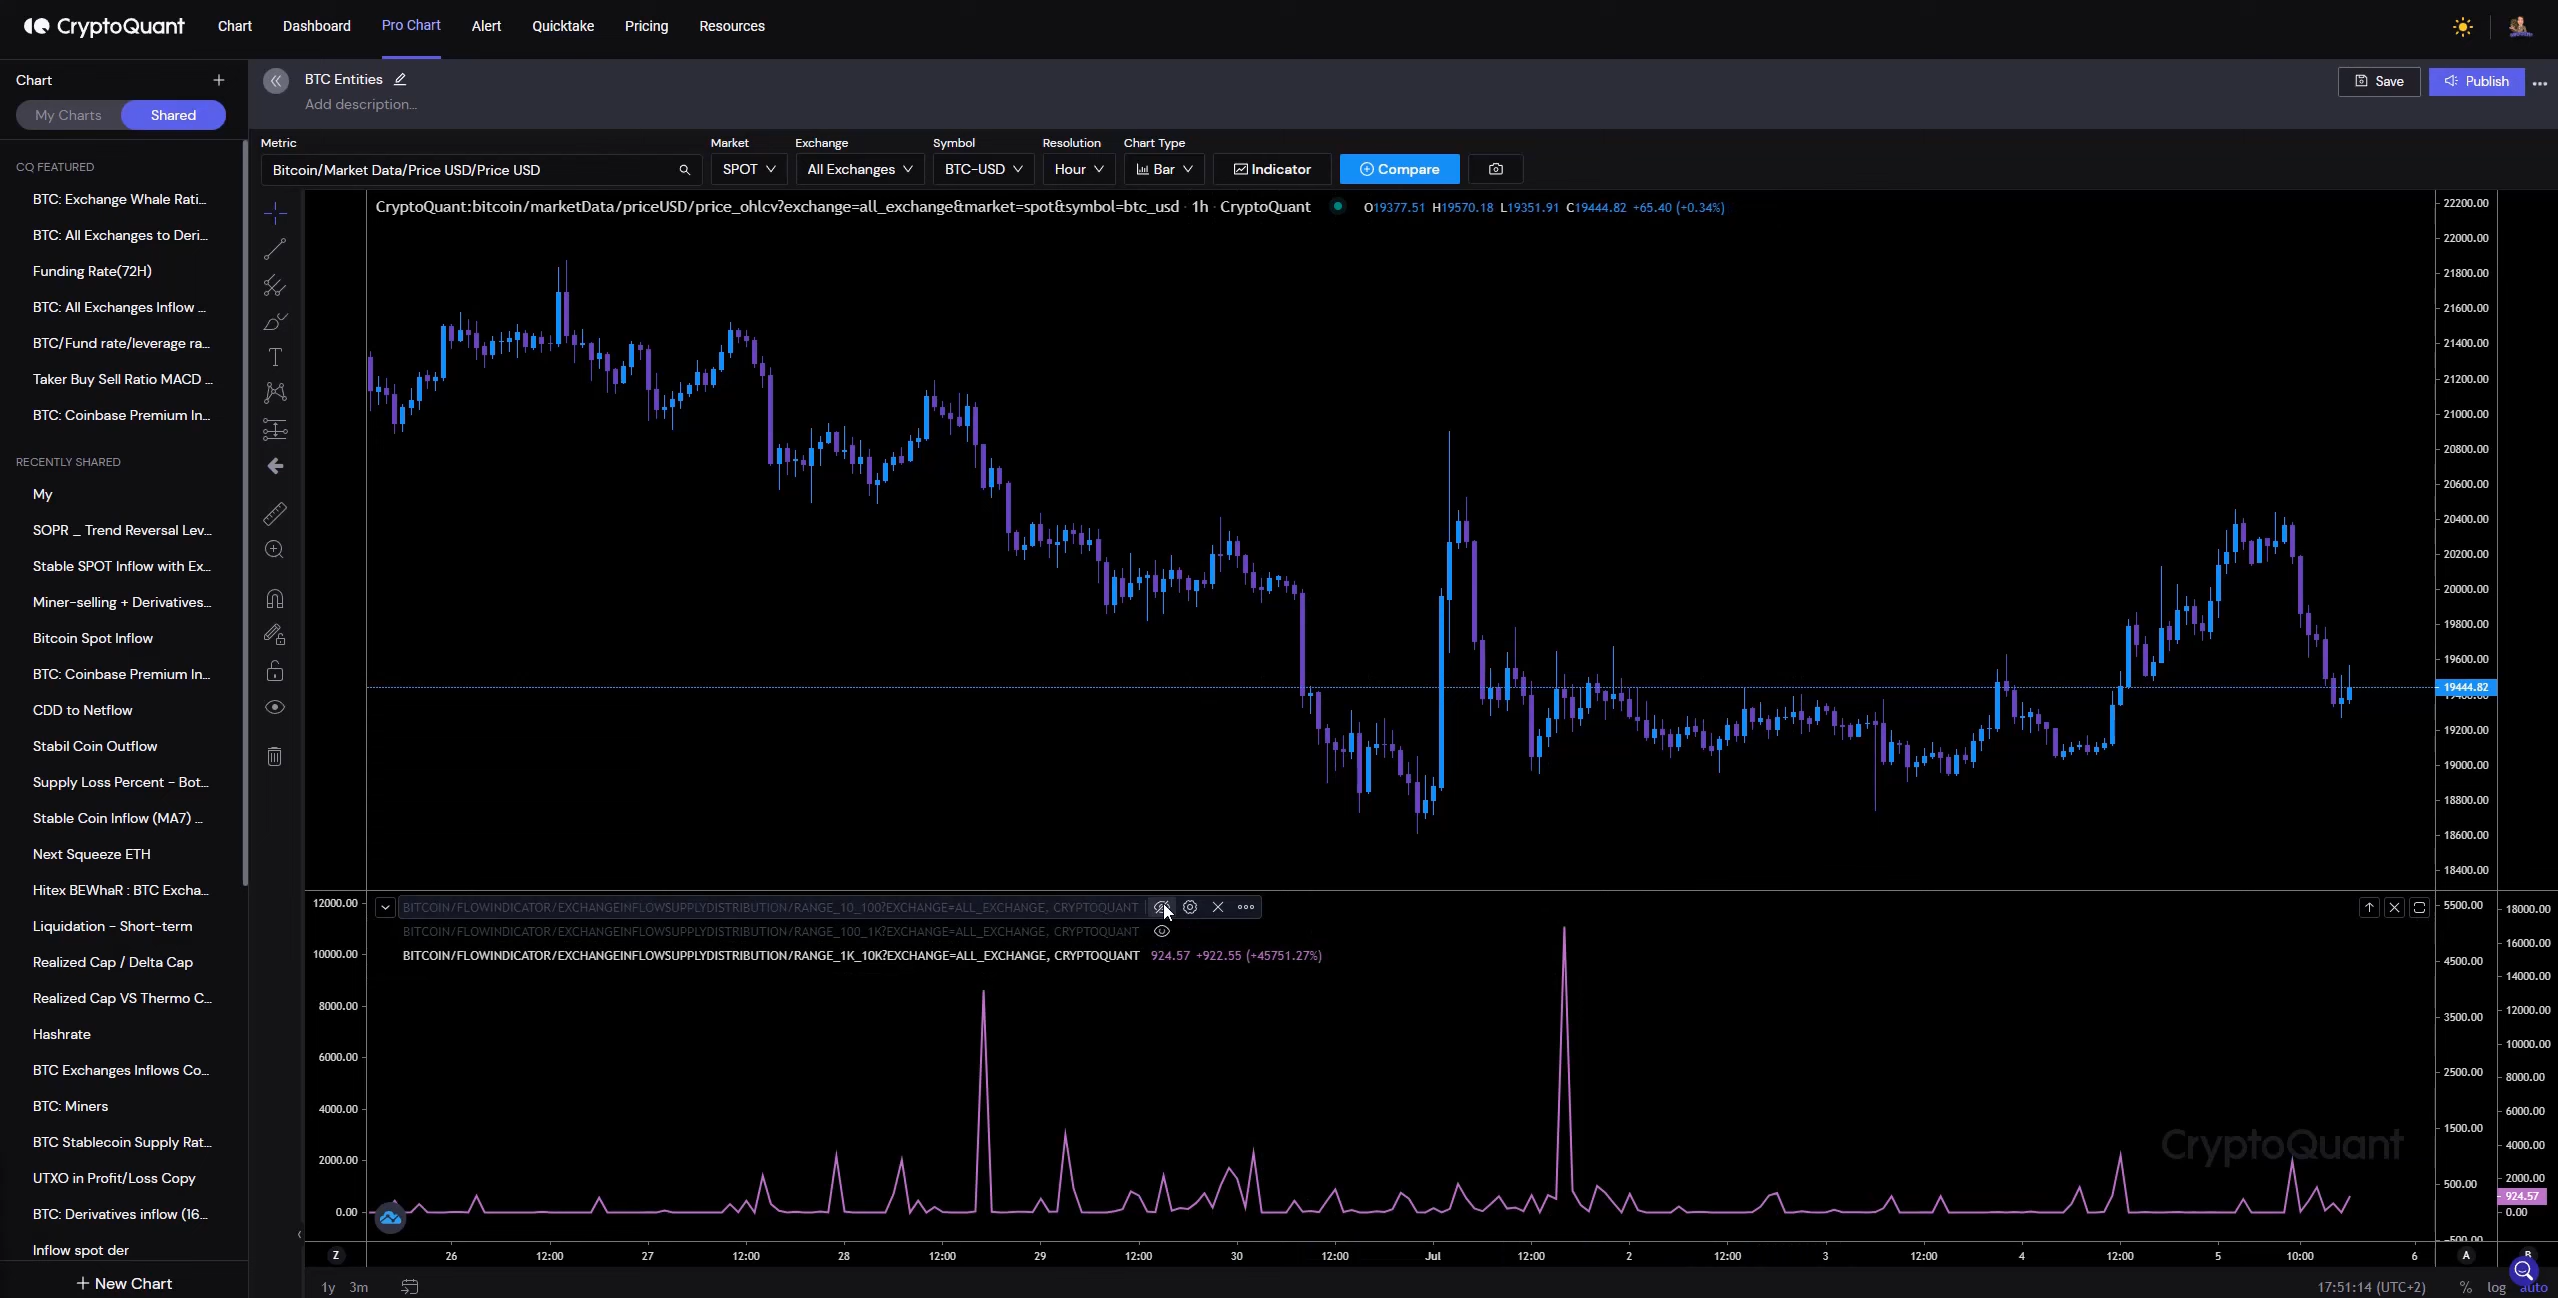 CryptoQuant
Chart Dashboard Pro Chart Alert Quicktake Pricing Resources
Chart +
My Charts Shared
CQ FEATURED
BTC: Exchange Whale Rati...
BTC: All Exchanges to Deri...
Funding Rate(72H)
BTC: All Exchanges Inflow ...
BTC/Fund rate/leverage ra...
Taker Buy Sell Ratio MACD ...
BTC: Coinbase Premium In...
RECENTLY SHARED
My
SOPR _ Trend Reversal Lev...
Stable SPOT Inflow with Ex...
Miner-selling + Derivatives...
Bitcoin Spot Inflow
BTC: Coinbase Premium In...
CDD to Netflow
Stabil Coin Outflow
Supply Loss Percent - Bot...
Stable Coin Inflow (MA7) ...
Next Squeeze ETH
Hitex BEWhaR : BTC Excha...
Liquidation - Short-term
Realized Cap / Delta Cap
Realized Cap VS Thermo C...
Hashrate
BTC Exchanges Inflows Co...
BTC: Miners
BTC Stablecoin Supply Rat...
UTXO in Profit/Loss Copy
BTC: Derivatives inflow (16...
Inflow spot der
+ New Chart
BTC Entities
Add description...
Save Publish ...
Metric Market Exchange Symbol Resolution Chart Type
Bitcoin/Market Data/Price USD/Price USD SPOT All Exchanges BTC-USD Hour Bar Indicator Compare
CryptoQuant:bitcoin/marketData/priceUSD/price_ohlcv?exchange=all_exchange&market=spot&symbol=btc_usd · 1h · CryptoQuant O19377.51 H19570.18 L19351.91 C19444.82 +65.40 (+0.34%)
22200.00
22000.00
21800.00
21600.00
21400.00
21200.00
21000.00
20800.00
20600.00
20400.00
20200.00
20000.00
19800.00
19600.00
19444.82
19200.00
19000.00
18800.00
18600.00
18400.00
BITCOIN/FLOWINDICATOR/EXCHANGEINFLOWSUPPLYDISTRIBUTION/RANGE_10_100?EXCHANGE=ALL_EXCHANGE, CRYPTOQUANT
BITCOIN/FLOWINDICATOR/EXCHANGEINFLOWSUPPLYDISTRIBUTION/RANGE_100_1K?EXCHANGE=ALL_EXCHANGE, CRYPTOQUANT
BITCOIN/FLOWINDICATOR/EXCHANGEINFLOWSUPPLYDISTRIBUTION/RANGE_1K_10K?EXCHANGE=ALL_EXCHANGE, CRYPTOQUANT 924.57 +922.55 (+45751.27%)
12000.00
10000.00
8000.00
6000.00
4000.00
2000.00
0.00
5500.00
4500.00
3500.00
2500.00
1500.00
500.00
-500.00
18000.00
16000.00
14000.00
12000.00
10000.00
8000.00
6000.00
4000.00
2000.00
924.57
0.00
CryptoQuant
Z 26 12:00 27 12:00 28 12:00 29 12:00 30 12:00 Jul 12:00 2 12:00 3 12:00 4 12:00 5 10:00 6 A B
1y 3m 17:51:14 (UTC+2) % log auto